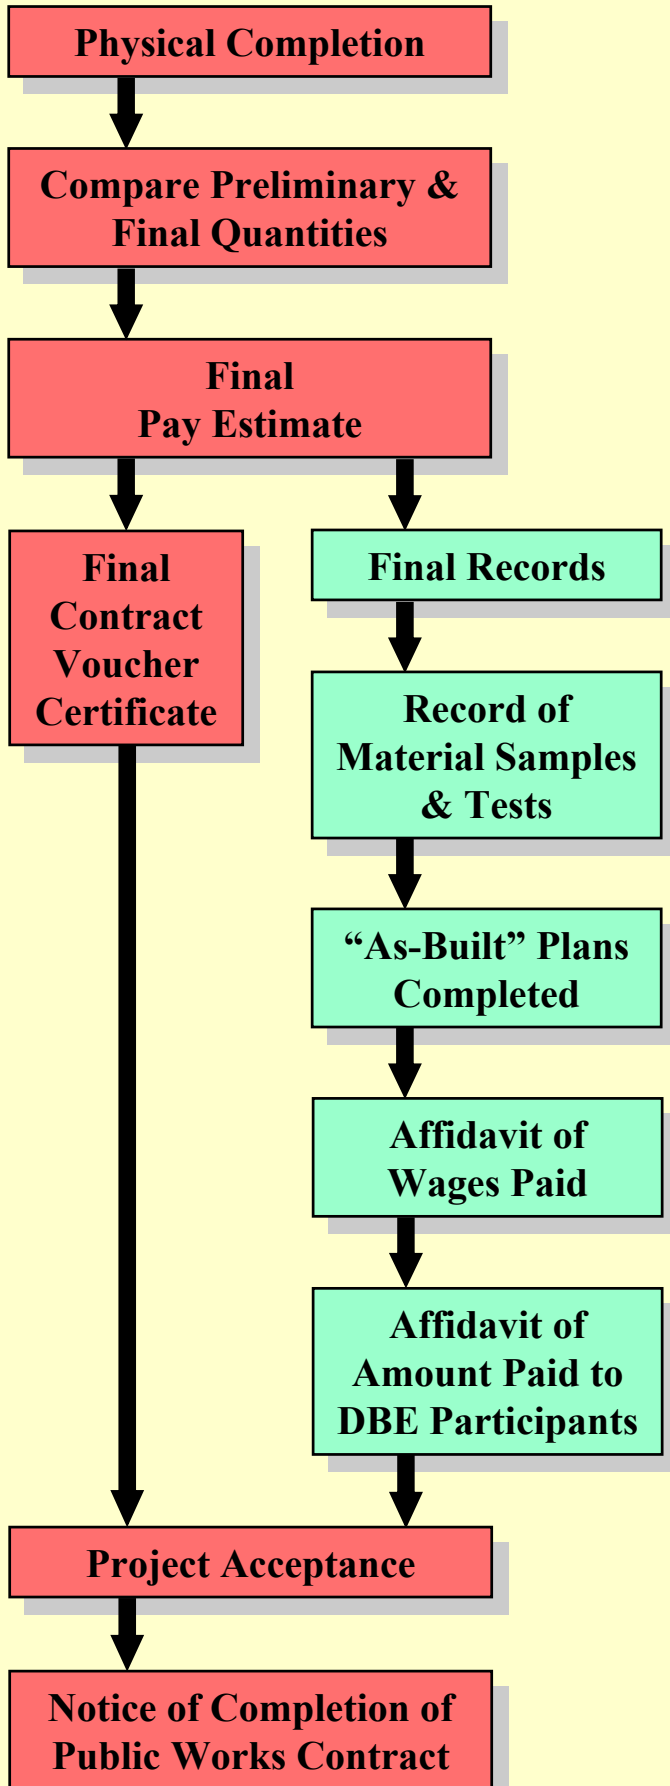 Physical Completion
Compare Preliminary &
Final Quantities
Final
Pay Estimate
Final
Contract
Voucher
Certificate
Final Records
Record of
Material Samples
& Tests
“As-Built” Plans
Completed
Affidavit of
Wages Paid
Affidavit of
Amount Paid to
DBE Participants
Project Acceptance
Notice of Completion of
Public Works Contract